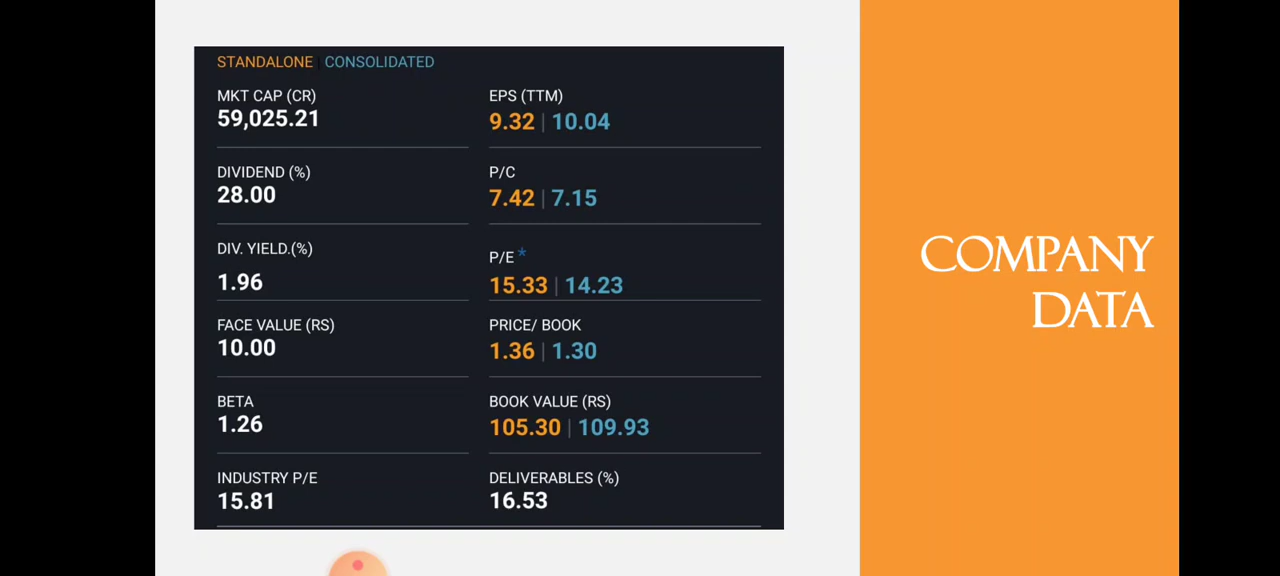 STANDALONE | CONSOLIDATED
MKT CAP (CR)
59,025.21
EPS (TTM)
9.32 | 10.04
DIVIDEND (%)
28.00
P/C
7.42 | 7.15
DIV. YIELD.(%)
1.96
P/E*
15.33 | 14.23
FACE VALUE (RS)
10.00
PRICE/ BOOK
1.36 | 1.30
BETA
1.26
BOOK VALUE (RS)
105.30 | 109.93
INDUSTRY P/E
15.81
DELIVERABLES (%)
16.53
COMPANY
DATA